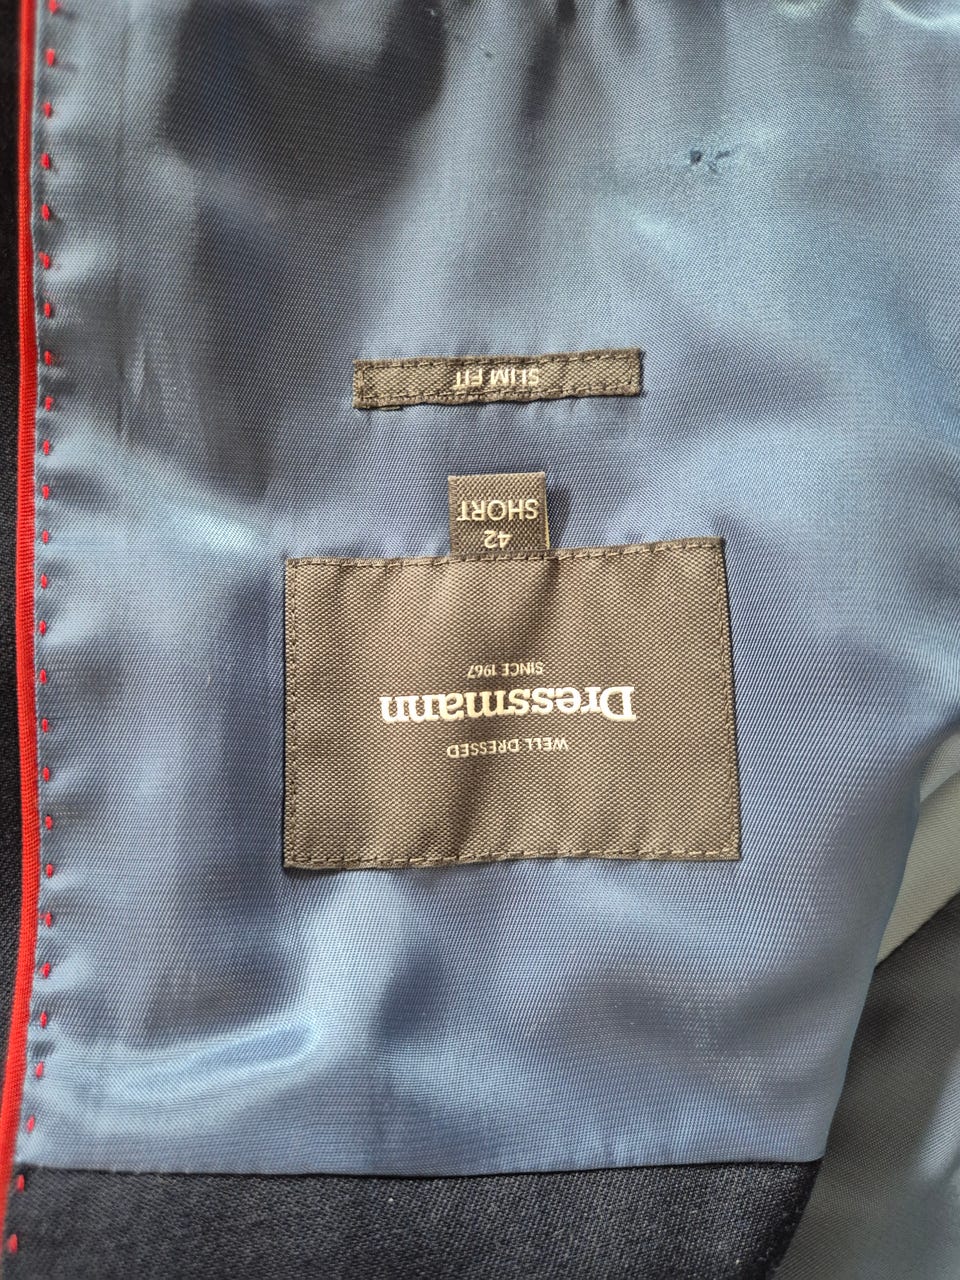 WELL DRESSED
Dressmann
SINCE 1967
42
SHORT
SLIM FIT